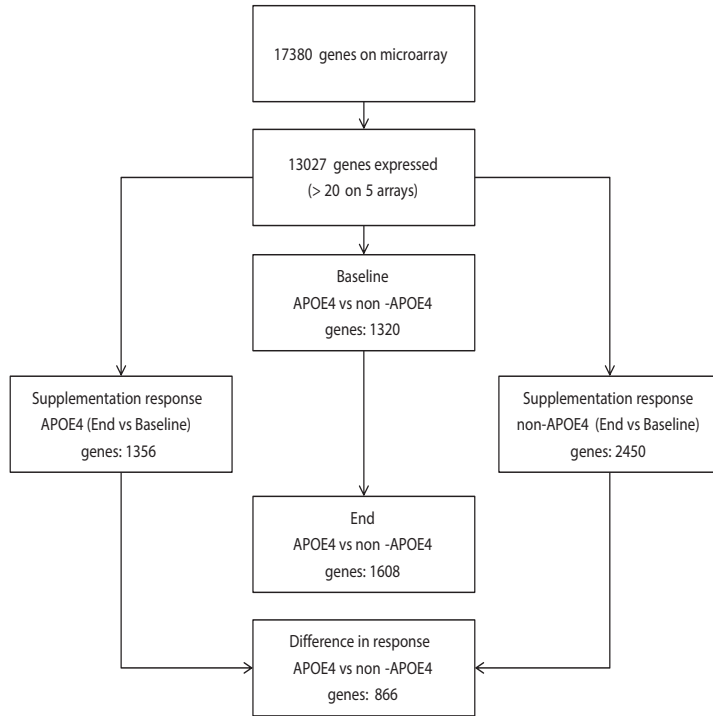 17380 genes on microarray
13027 genes expressed
(> 20 on 5 arrays)
Baseline
APOE4 vs non -APOE4
genes: 1320
Supplementation response
APOE4 (End vs Baseline)
genes: 1356
Supplementation response
non-APOE4 (End vs Baseline)
genes: 2450
End
APOE4 vs non -APOE4
genes: 1608
Difference in response
APOE4 vs non -APOE4
genes: 866